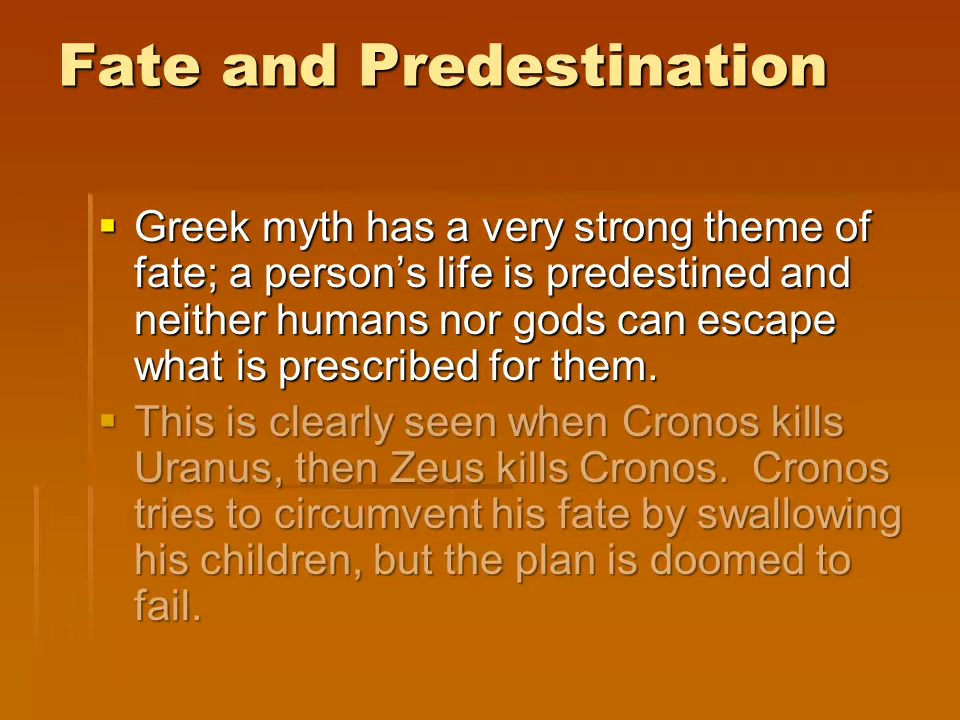 Fate and Predestination
Greek myth has a very strong theme of
fate; a person’s life is predestined and
neither humans nor gods can escape
what is prescribed for them.
This is clearly seen when Cronos kills
Uranus, then Zeus kills Cronos.  Cronos
tries to circumvent his fate by swallowing
his children, but the plan is doomed to
fail.